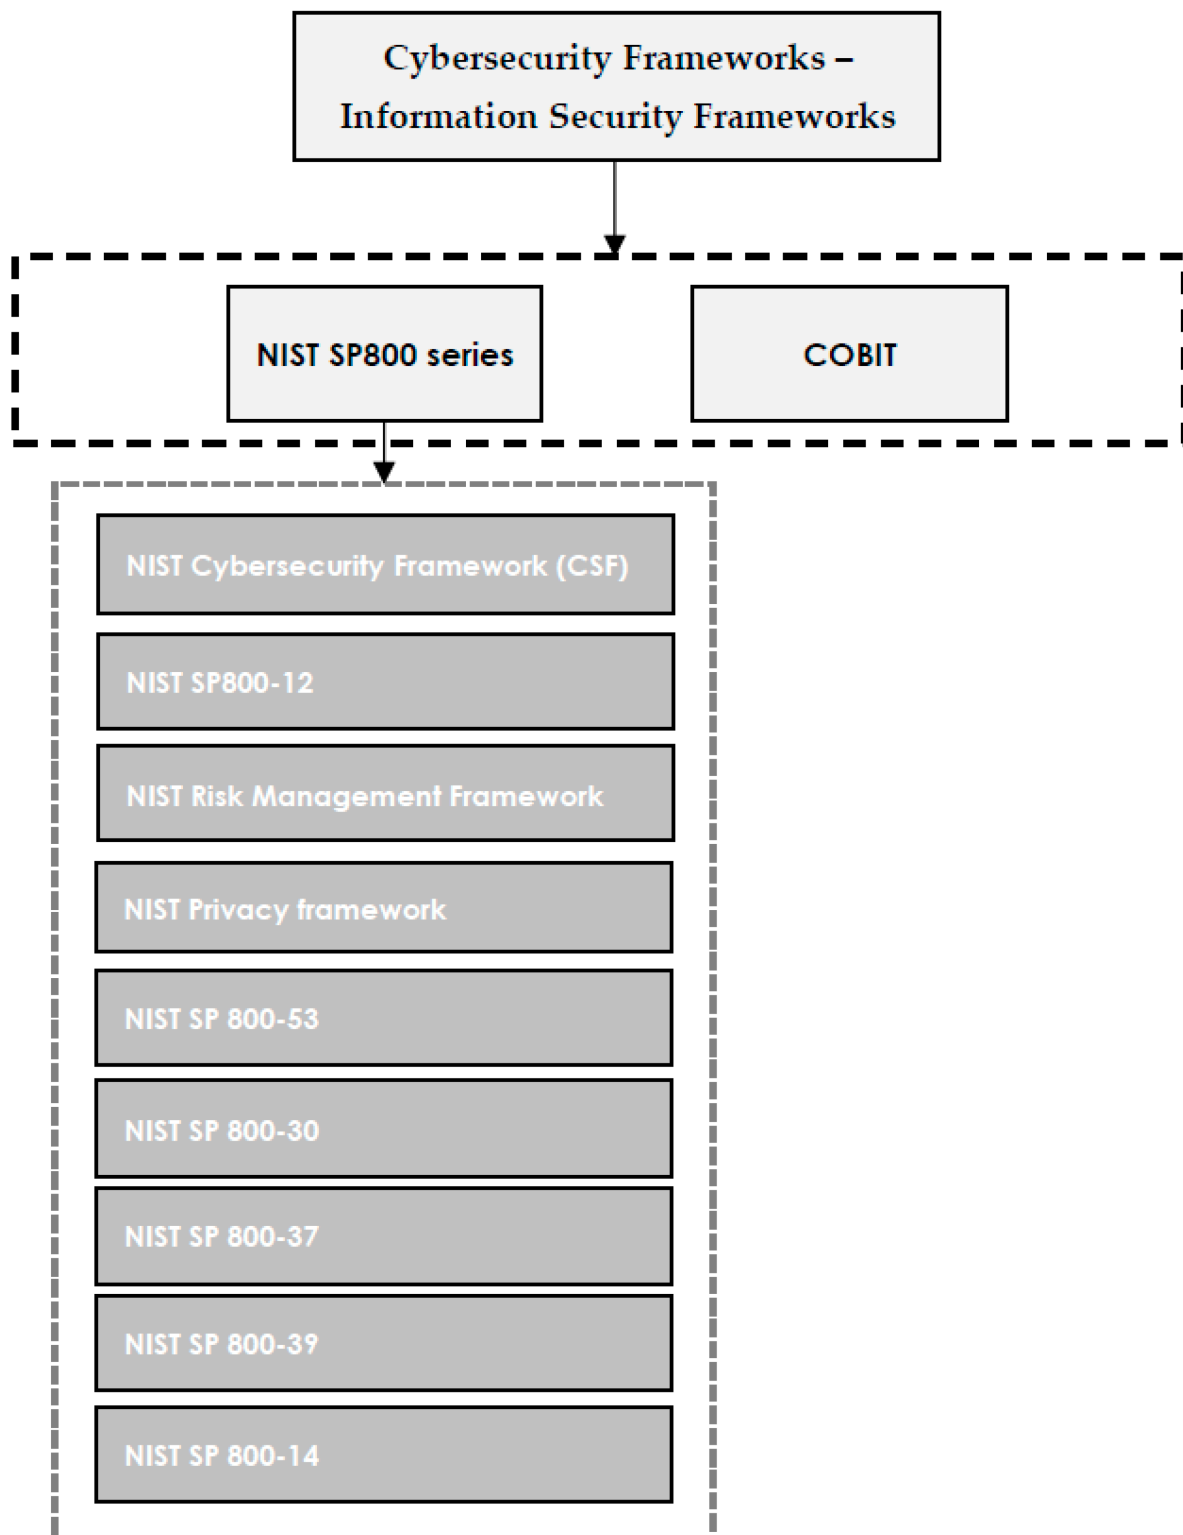 Cybersecurity Frameworks –
Information Security Frameworks
NIST SP800 series
COBIT
NIST Cybersecurity Framework (CSF)
NIST SP800-12
NIST Risk Management Framework
NIST Privacy framework
NIST SP 800-53
NIST SP 800-30
NIST SP 800-37
NIST SP 800-39
NIST SP 800-14